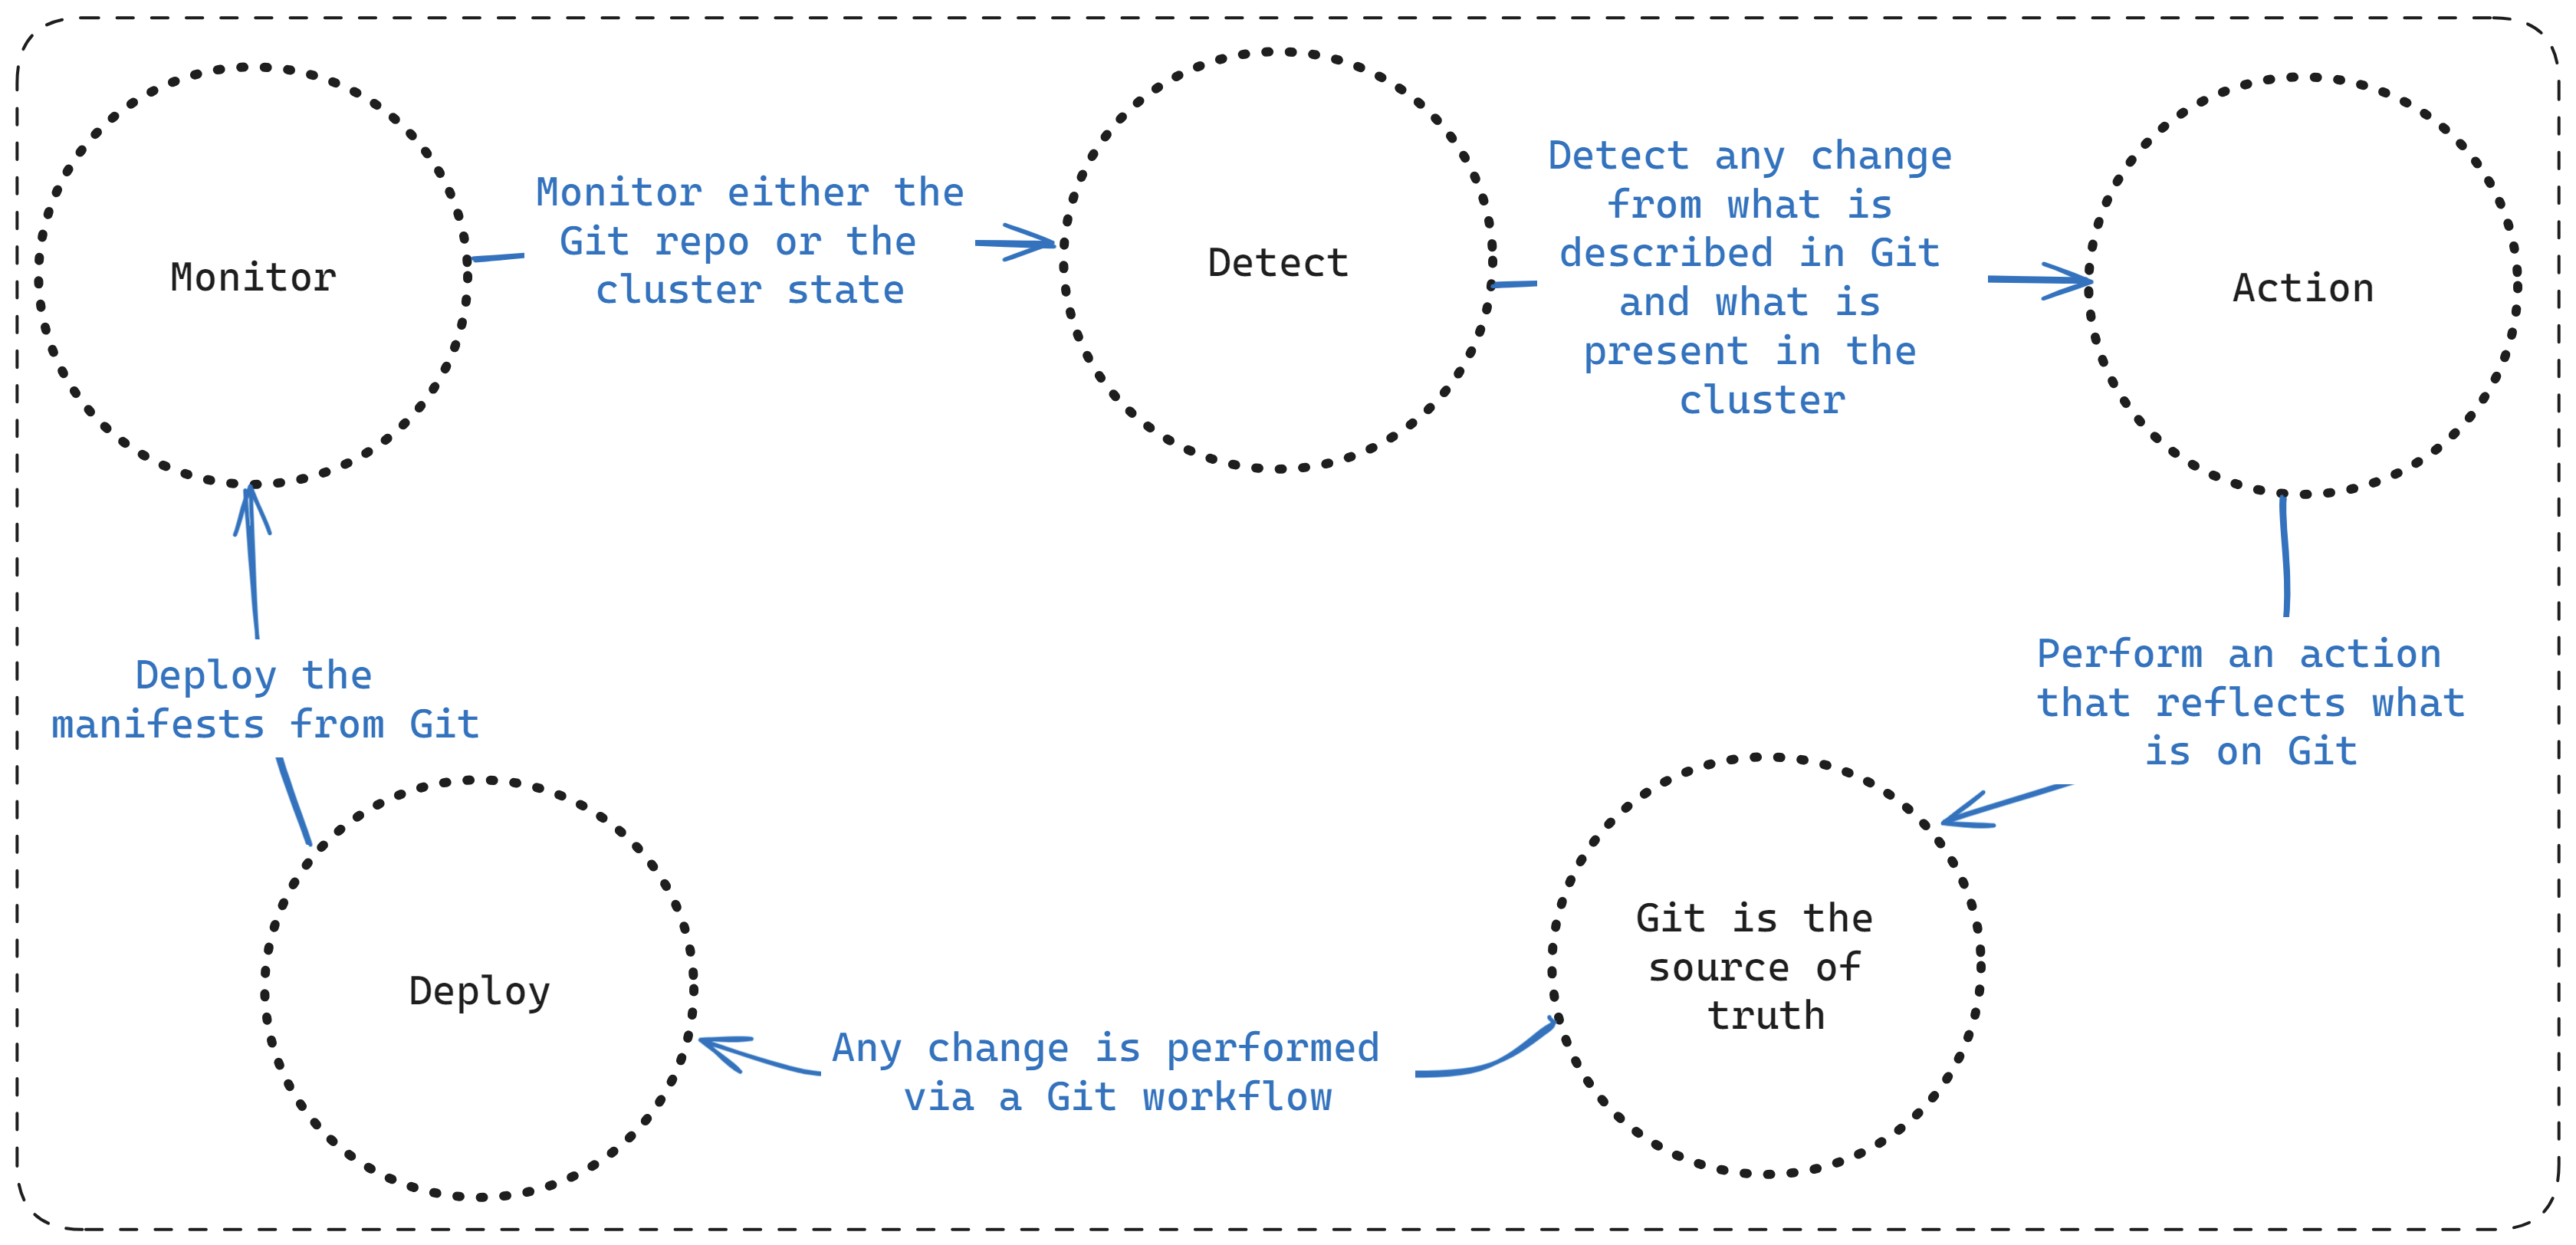 Monitor
Monitor either the
Git repo or the
cluster state
Detect
Detect any change
from what is
described in Git
and what is
present in the
cluster
Action
Perform an action
that reflects what
is on Git
Git is the
source of
truth
Any change is performed
via a Git workflow
Deploy
Deploy the
manifests from Git